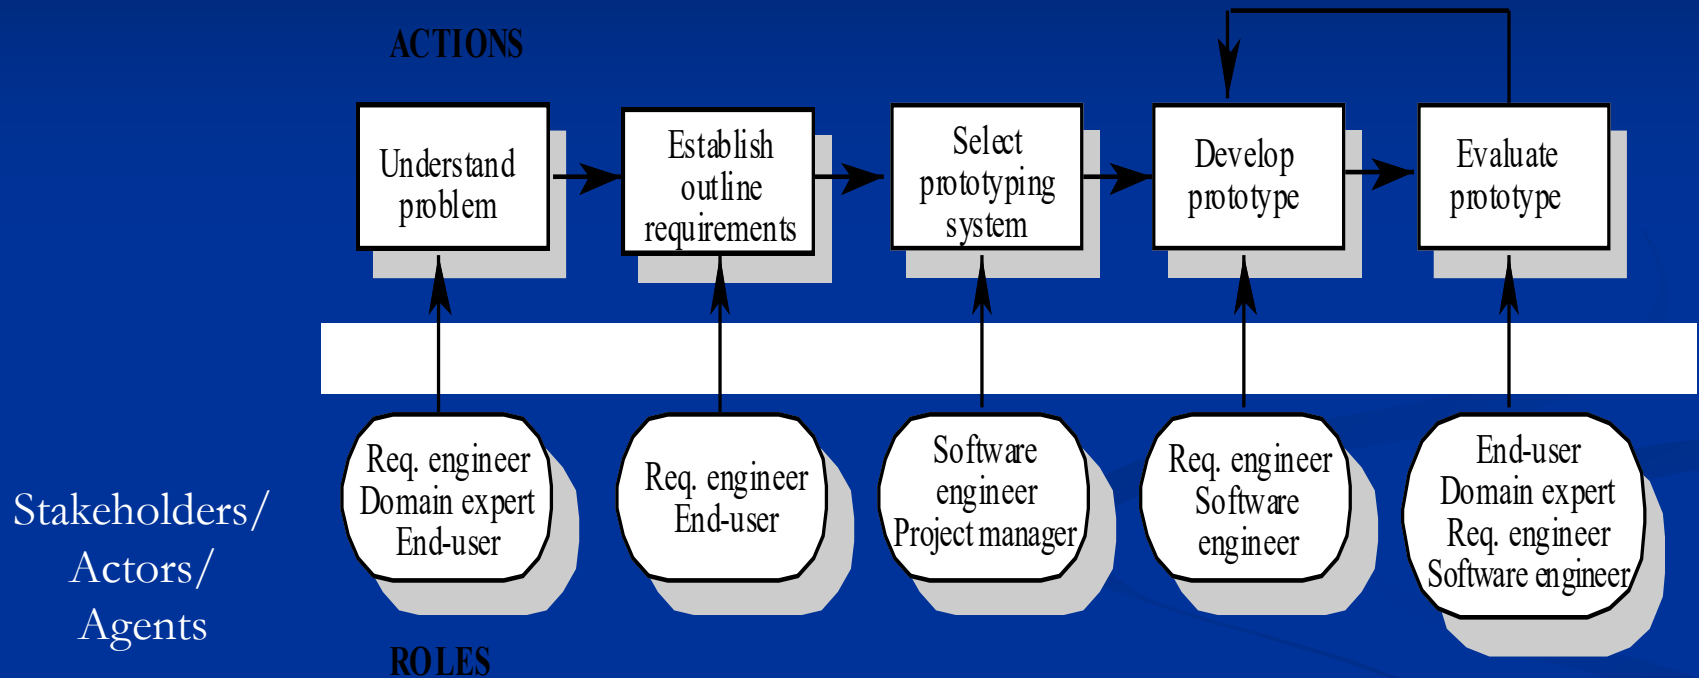 ACTIONS
Understand
problem
Establish
outline
requirements
Select
prototyping
system
Develop
prototype
Evaluate
prototype
Req. engineer
Domain expert
End-user
Req. engineer
End-user
Software
engineer
Project manager
Req. engineer
Software
engineer
End-user
Domain expert
Req. engineer
Software engineer
Stakeholders/
Actors/
Agents
ROLES